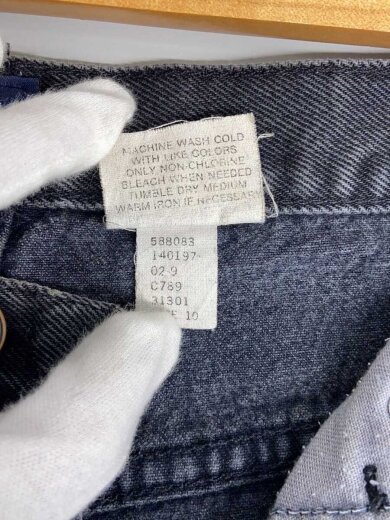 MACHINE WASH COLD
WITH LIKE COLORS
ONLY NON-CHLORINE
BLEACH WHEN NEEDED
TUMBLE DRY MEDIUM
WARM IRON IF NECESSARY
588083
140197
02-9
C789
31301
10